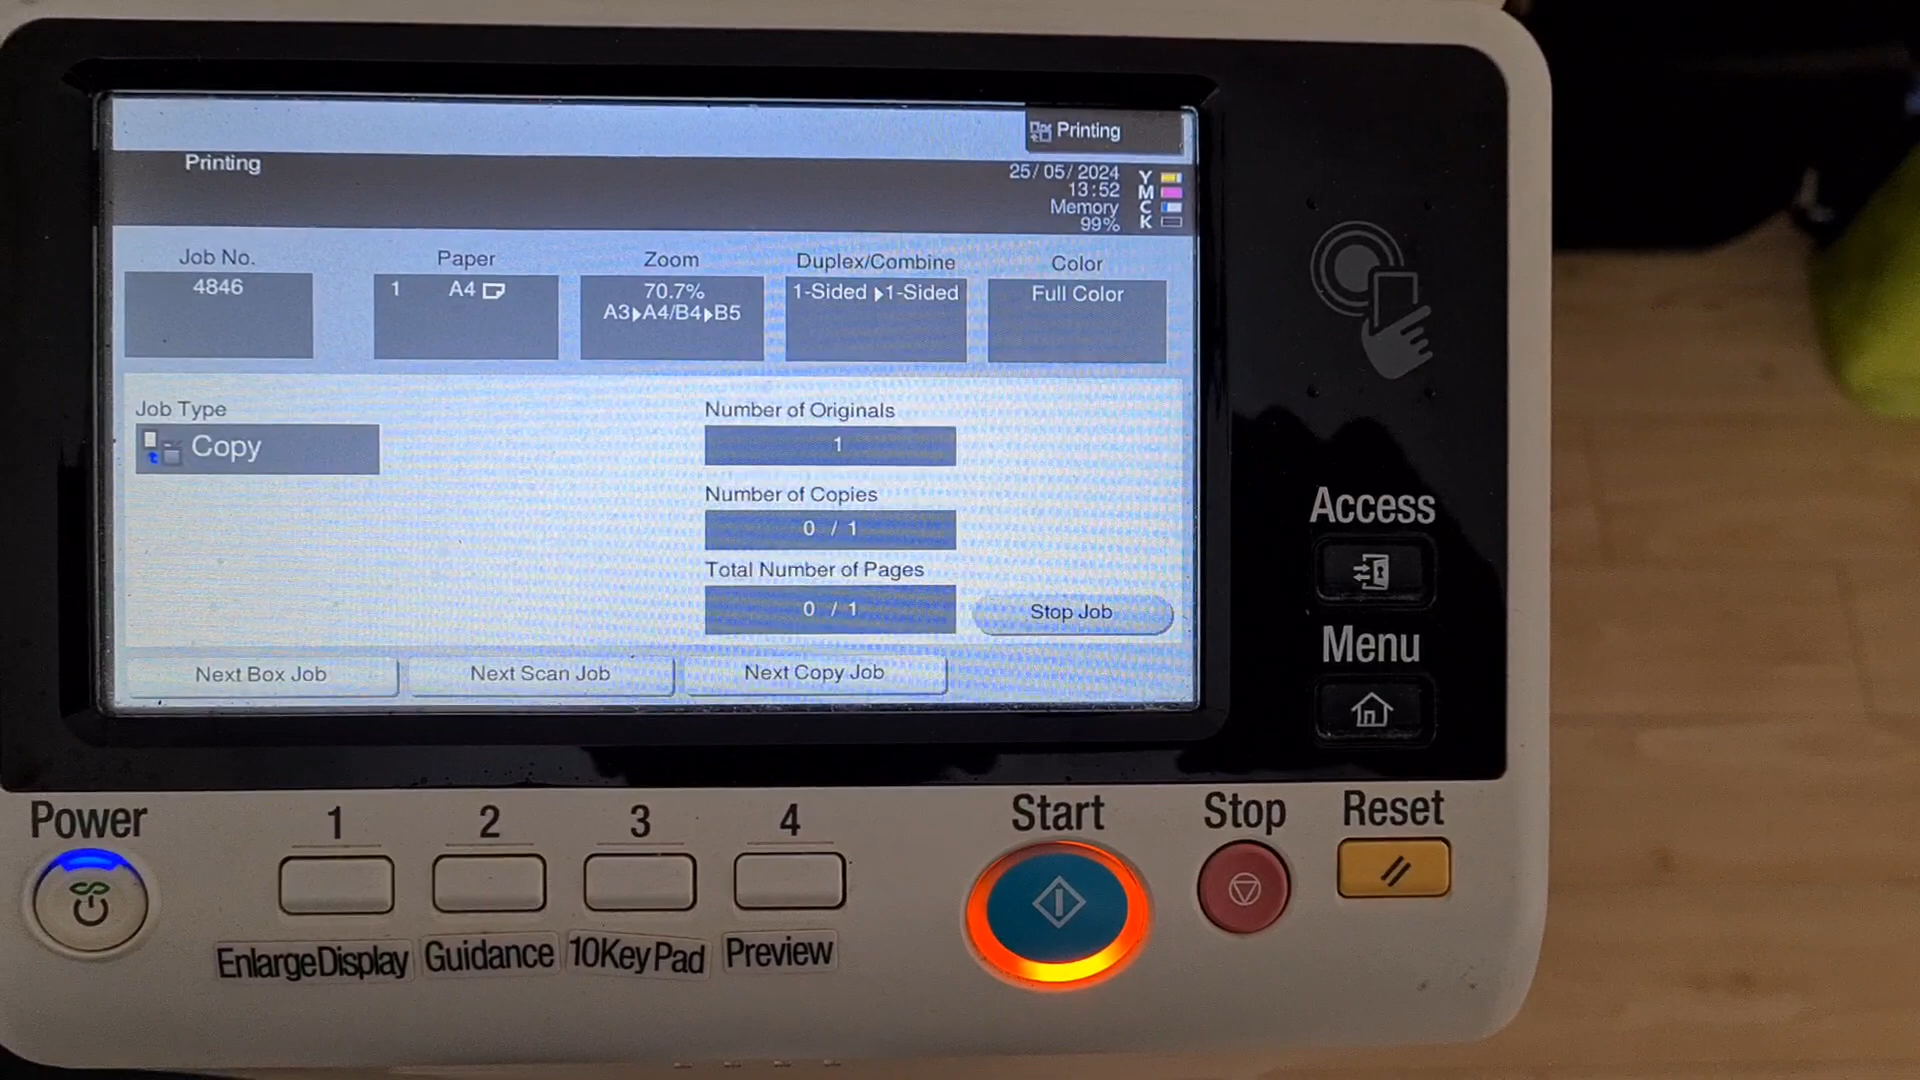 Printing
Printing
25/05/2024
13:52
Memory
99%
Y
M
C
K
Job No.
4846
Paper
1 A4
Zoom
70.7%
A3▶A4/B4▶B5
Duplex/Combine
1-Sided ▶1-Sided
Color
Full Color
Job Type
Copy
Number of Originals
1
Number of Copies
0 / 1
Total Number of Pages
0 / 1
Stop Job
Next Box Job
Next Scan Job
Next Copy Job
Access
Menu
Power
1
2
3
4
Start
Stop
Reset
EnlargeDisplay
Guidance
10KeyPad
Preview